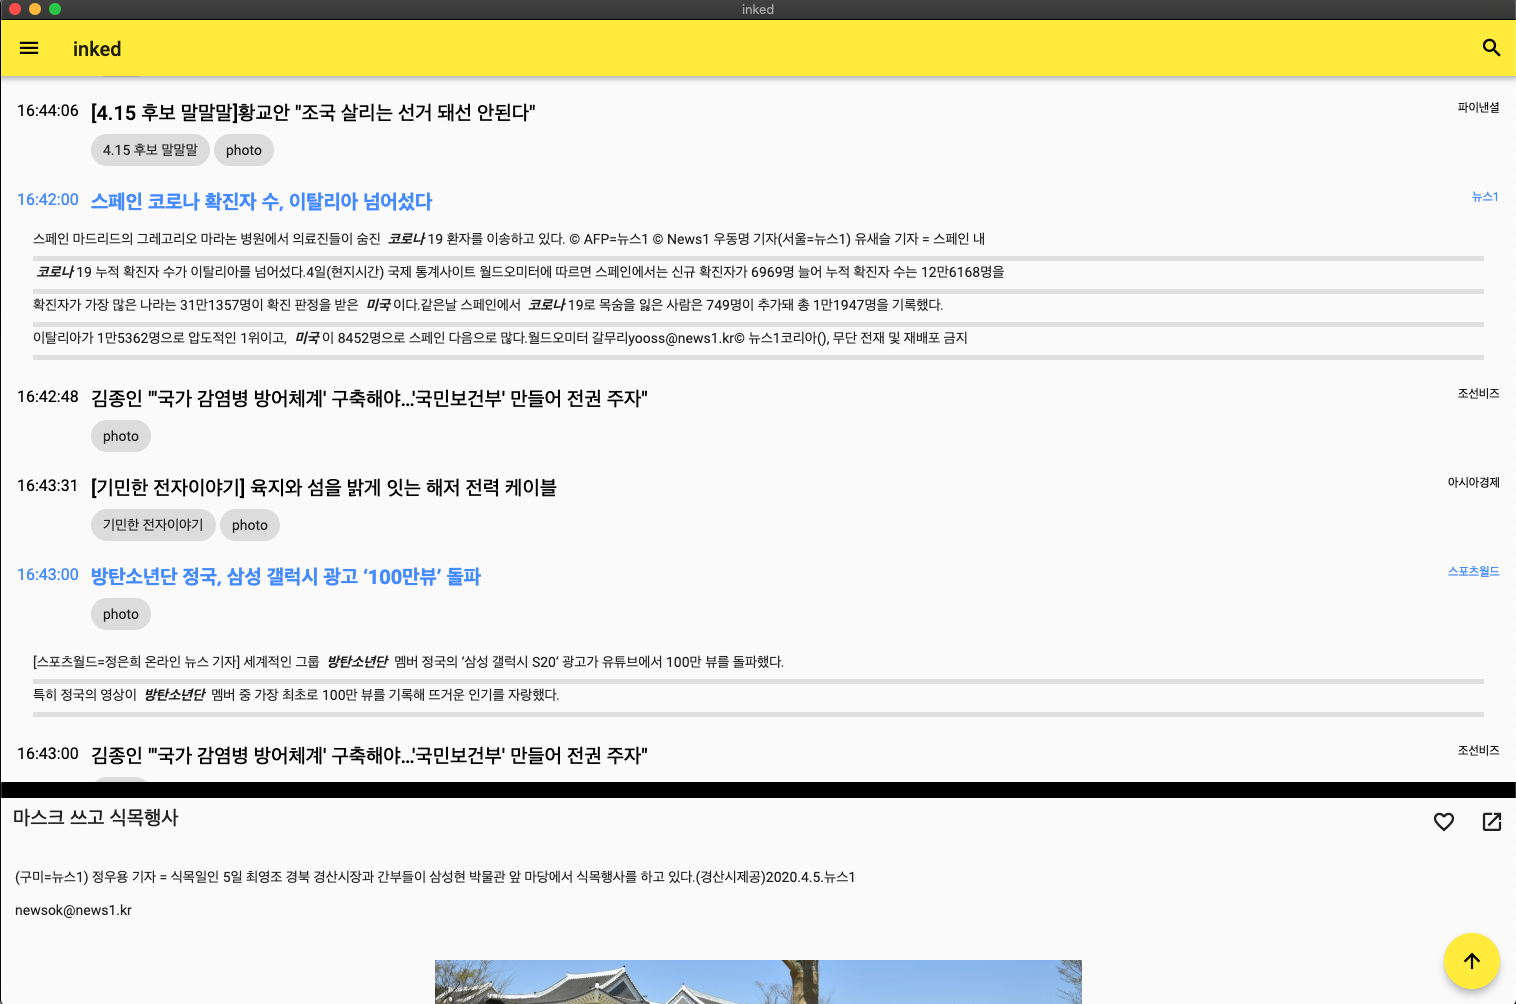 inked
inked
16:44:06 [4.15 후보 말말말]황교안 "조국 살리는 선거 돼선 안된다" 파이낸셜
4.15 후보 말말말 photo
16:42:00 스페인 코로나 확진자 수, 이탈리아 넘어섰다 뉴스1
스페인 마드리드의 그레고리오 마라논 병원에서 의료진들이 숨진 코로나 19 환자를 이송하고 있다. © AFP=뉴스1 © News1 우동명 기자(서울=뉴스1) 유새슬 기자 = 스페인 내
코로나 19 누적 확진자 수가 이탈리아를 넘어섰다.4일(현지시간) 국제 통계사이트 월드오미터에 따르면 스페인에서는 신규 확진자가 6969명 늘어 누적 확진자 수는 12만6168명을
확진자가 가장 많은 나라는 31만1357명이 확진 판정을 받은 미국 이다.같은날 스페인에서 코로나 19로 목숨을 잃은 사람은 749명이 추가돼 총 1만1947명을 기록했다.
이탈리아가 1만5362명으로 압도적인 1위이고, 미국 이 8452명으로 스페인 다음으로 많다.월드오미터 갈무리yooss@news1.kr© 뉴스1코리아(), 무단 전재 및 재배포 금지
16:42:48 김종인 "'국가 감염병 방어체계' 구축해야...'국민보건부' 만들어 전권 주자" 조선비즈
photo
16:43:31 [기민한 전자이야기] 육지와 섬을 밝게 잇는 해저 전력 케이블 아시아경제
기민한 전자이야기 photo
16:43:00 방탄소년단 정국, 삼성 갤럭시 광고 ‘100만뷰’ 돌파 스포츠월드
photo
[스포츠월드=정은희 온라인 뉴스 기자] 세계적인 그룹 방탄소년단 멤버 정국의 ‘삼성 갤럭시 S20’ 광고가 유튜브에서 100만 뷰를 돌파했다.
특히 정국의 영상이 방탄소년단 멤버 중 가장 최초로 100만 뷰를 기록해 뜨거운 인기를 자랑했다.
16:43:00 김종인 "'국가 감염병 방어체계' 구축해야...'국민보건부' 만들어 전권 주자" 조선비즈
마스크 쓰고 식목행사
(구미=뉴스1) 정우용 기자 = 식목일인 5일 최영조 경북 경산시장과 간부들이 삼성현 박물관 앞 마당에서 식목행사를 하고 있다.(경산시제공)2020.4.5.뉴스1
newsok@news1.kr